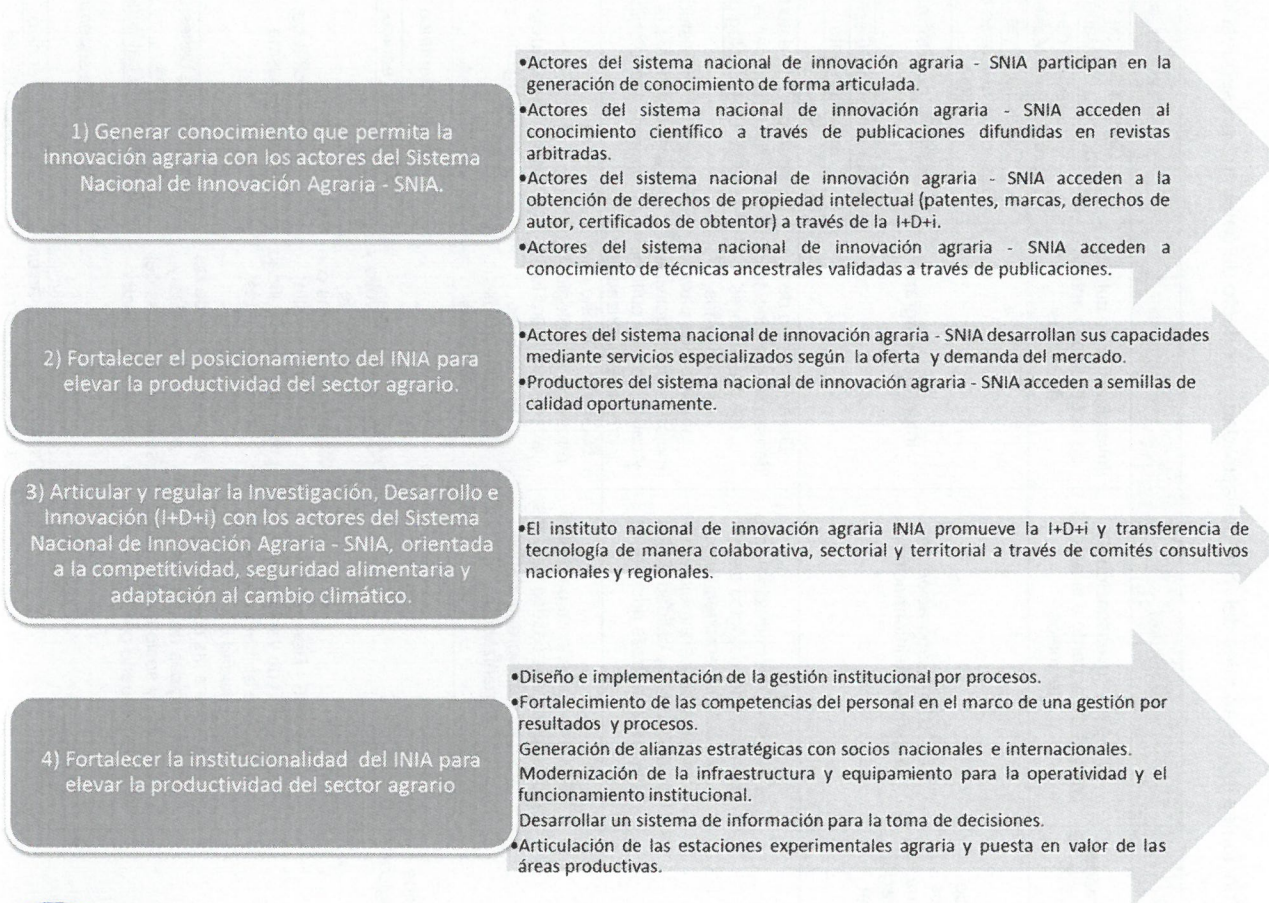 1) Generar conocimiento que permita la
innovación agraria con los actores del Sistema
Nacional de Innovación Agraria - SNIA.
•Actores del sistema nacional de innovación agraria - SNIA participan en la
generación de conocimiento de forma articulada.
•Actores del sistema nacional de innovación agraria - SNIA acceden al
conocimiento científico a través de publicaciones difundidas en revistas
arbitradas.
•Actores del sistema nacional de innovación agraria - SNIA acceden a la
obtención de derechos de propiedad intelectual (patentes, marcas, derechos de
autor, certificados de obtentor) a través de la I+D+i.
•Actores del sistema nacional de innovación agraria - SNIA acceden a
conocimiento de técnicas ancestrales validadas a través de publicaciones.
2) Fortalecer el posicionamiento del INIA para
elevar la productividad del sector agrario.
•Actores del sistema nacional de innovación agraria - SNIA desarrollan sus capacidades
mediante servicios especializados según la oferta y demanda del mercado.
•Productores del sistema nacional de innovación agraria - SNIA acceden a semillas de
calidad oportunamente.
3) Articular y regular la Investigación, Desarrollo e
Innovación (I+D+i) con los actores del Sistema
Nacional de Innovación Agraria - SNIA, orientada
a la competitividad, seguridad alimentaria y
adaptación al cambio climático.
•El instituto nacional de innovación agraria INIA promueve la I+D+i y transferencia de
tecnología de manera colaborativa, sectorial y territorial a través de comités consultivos
nacionales y regionales.
4) Fortalecer la institucionalidad del INIA para
elevar la productividad del sector agrario
•Diseño e implementación de la gestión institucional por procesos.
•Fortalecimiento de las competencias del personal en el marco de una gestión por
resultados y procesos.
Generación de alianzas estratégicas con socios nacionales e internacionales.
Modernización de la infraestructura y equipamiento para la operatividad y el
funcionamiento institucional.
Desarrollar un sistema de información para la toma de decisiones.
•Articulación de las estaciones experimentales agraria y puesta en valor de las
áreas productivas.